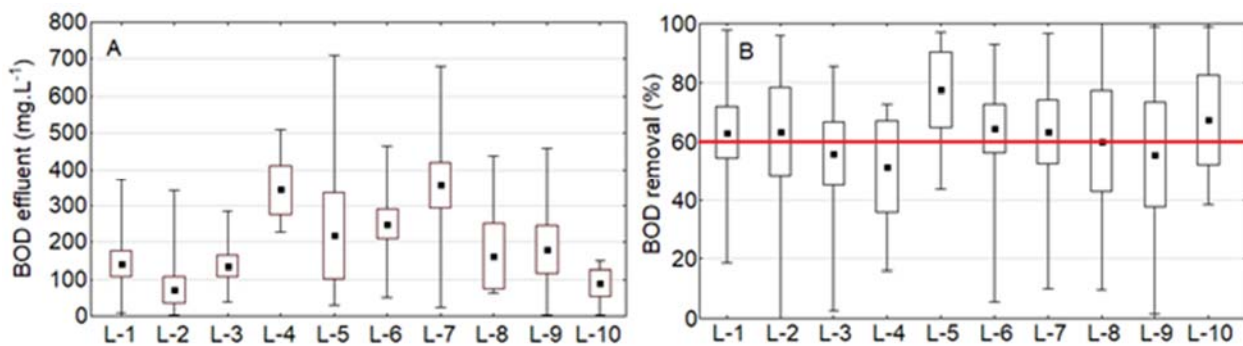 A
BOD effluent (mg.L⁻¹)
800
700
600
500
400
300
200
100
0
L-1 L-2 L-3 L-4 L-5 L-6 L-7 L-8 L-9 L-10
B
BOD removal (%)
100
80
60
40
20
0
L-1 L-2 L-3 L-4 L-5 L-6 L-7 L-8 L-9 L-10